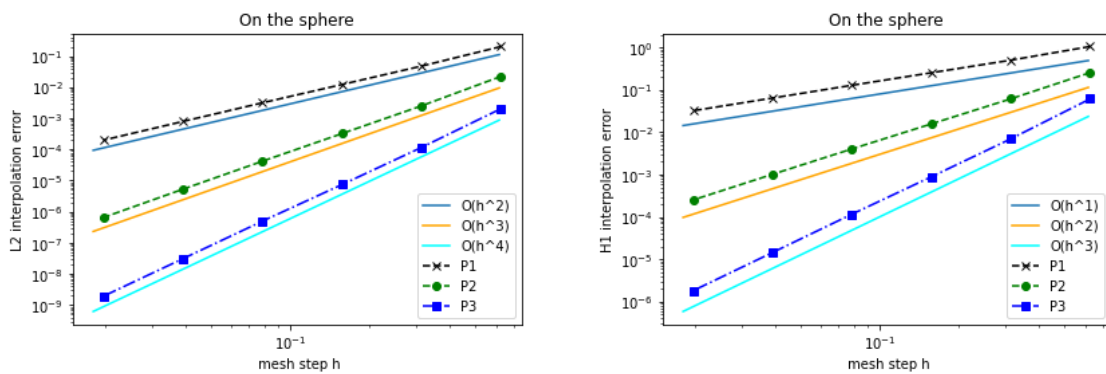 On the sphere
L2 interpolation error
10^-1
10^-2
10^-3
10^-4
10^-5
10^-6
10^-7
10^-8
10^-9
O(h^2)
O(h^3)
O(h^4)
P1
P2
P3
10^-1
mesh step h
On the sphere
H1 interpolation error
10^0
10^-1
10^-2
10^-3
10^-4
10^-5
10^-6
O(h^1)
O(h^2)
O(h^3)
P1
P2
P3
10^-1
mesh step h